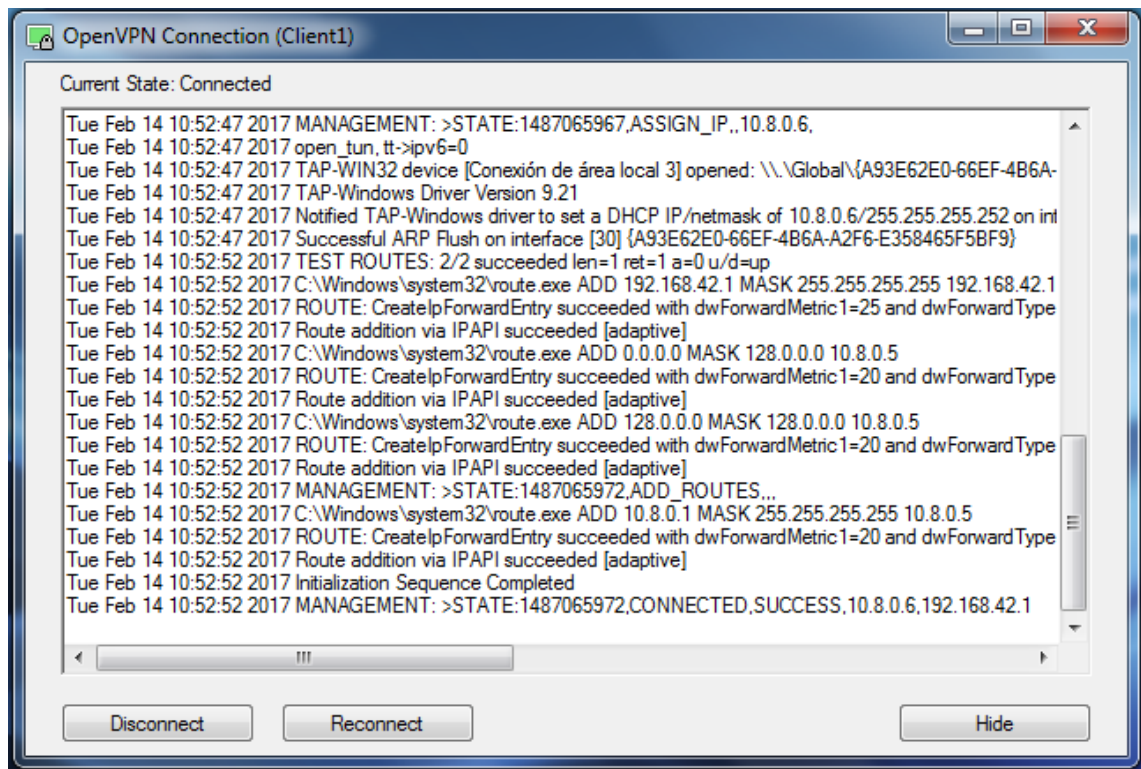 OpenVPN Connection (Client1)
Current State: Connected
Tue Feb 14 10:52:47 2017 MANAGEMENT: >STATE:1487065967,ASSIGN_IP,,10.8.0.6,
Tue Feb 14 10:52:47 2017 open_tun, tt->ipv6=0
Tue Feb 14 10:52:47 2017 TAP-WIN32 device [Conexión de área local 3] opened: \\.\Global\{A93E62E0-66EF-4B6A-
Tue Feb 14 10:52:47 2017 TAP-Windows Driver Version 9.21
Tue Feb 14 10:52:47 2017 Notified TAP-Windows driver to set a DHCP IP/netmask of 10.8.0.6/255.255.255.252 on int
Tue Feb 14 10:52:47 2017 Successful ARP Flush on interface [30] {A93E62E0-66EF-4B6A-A2F6-E358465F5BF9}
Tue Feb 14 10:52:52 2017 TEST ROUTES: 2/2 succeeded len=1 ret=1 a=0 u/d=up
Tue Feb 14 10:52:52 2017 C:\Windows\system32\route.exe ADD 192.168.42.1 MASK 255.255.255.255 192.168.42.1
Tue Feb 14 10:52:52 2017 ROUTE: CreateIpForwardEntry succeeded with dwForwardMetric1=25 and dwForwardType
Tue Feb 14 10:52:52 2017 Route addition via IPAPI succeeded [adaptive]
Tue Feb 14 10:52:52 2017 C:\Windows\system32\route.exe ADD 0.0.0.0 MASK 128.0.0.0 10.8.0.5
Tue Feb 14 10:52:52 2017 ROUTE: CreateIpForwardEntry succeeded with dwForwardMetric1=20 and dwForwardType
Tue Feb 14 10:52:52 2017 Route addition via IPAPI succeeded [adaptive]
Tue Feb 14 10:52:52 2017 C:\Windows\system32\route.exe ADD 128.0.0.0 MASK 128.0.0.0 10.8.0.5
Tue Feb 14 10:52:52 2017 ROUTE: CreateIpForwardEntry succeeded with dwForwardMetric1=20 and dwForwardType
Tue Feb 14 10:52:52 2017 Route addition via IPAPI succeeded [adaptive]
Tue Feb 14 10:52:52 2017 MANAGEMENT: >STATE:1487065972,ADD_ROUTES,,,
Tue Feb 14 10:52:52 2017 C:\Windows\system32\route.exe ADD 10.8.0.1 MASK 255.255.255.255 10.8.0.5
Tue Feb 14 10:52:52 2017 ROUTE: CreateIpForwardEntry succeeded with dwForwardMetric1=20 and dwForwardType
Tue Feb 14 10:52:52 2017 Route addition via IPAPI succeeded [adaptive]
Tue Feb 14 10:52:52 2017 Initialization Sequence Completed
Tue Feb 14 10:52:52 2017 MANAGEMENT: >STATE:1487065972,CONNECTED,SUCCESS,10.8.0.6,192.168.42.1
Disconnect
Reconnect
Hide